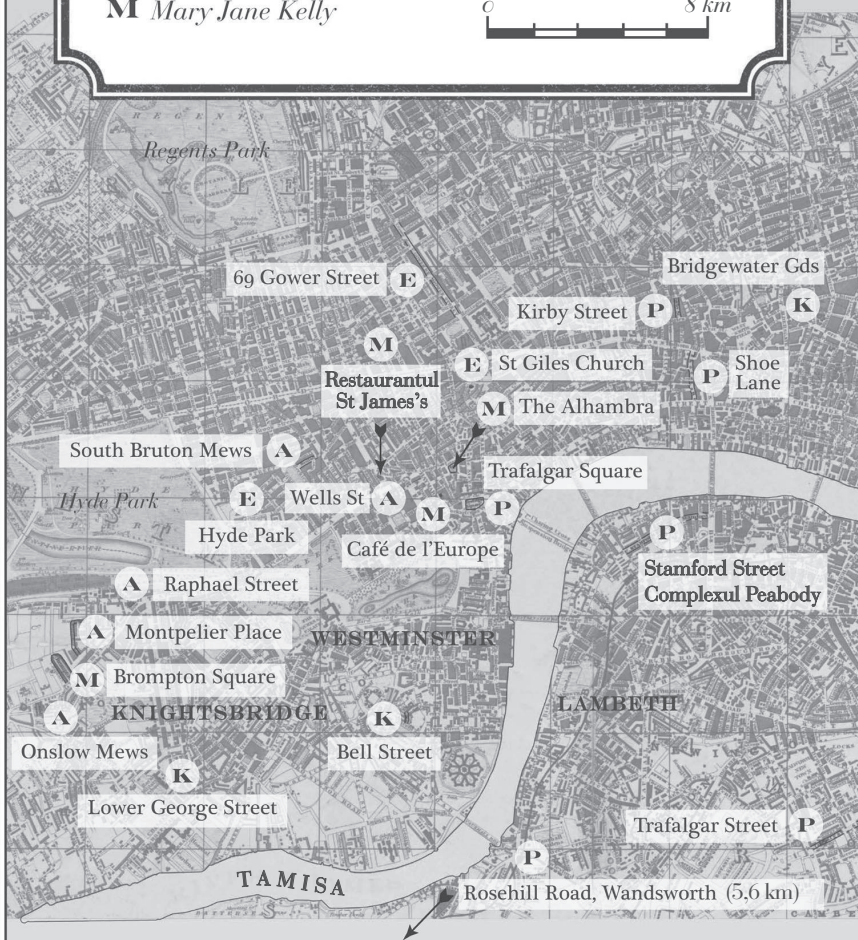 M Mary Jane Kelly
0 8 km
REGENTS
Regents Park
69 Gower Street E
Bridgewater Gds
K
Kirby Street P
M
Restaurantul
St James's
E St Giles Church
P Shoe
Lane
M The Alhambra
South Bruton Mews A
Trafalgar Square
P
Hyde Park
E
Hyde Park
Wells St A
M
Café de l'Europe
P
Stamford Street
Complexul Peabody
A Raphael Street
A Montpelier Place
WESTMINSTER
M Brompton Square
A
Onslow Mews
KNIGHTSBRIDGE
K
Bell Street
LAMBETH
K
Lower George Street
Trafalgar Street P
P
TAMISA
Rosehill Road, Wandsworth (5,6 km)